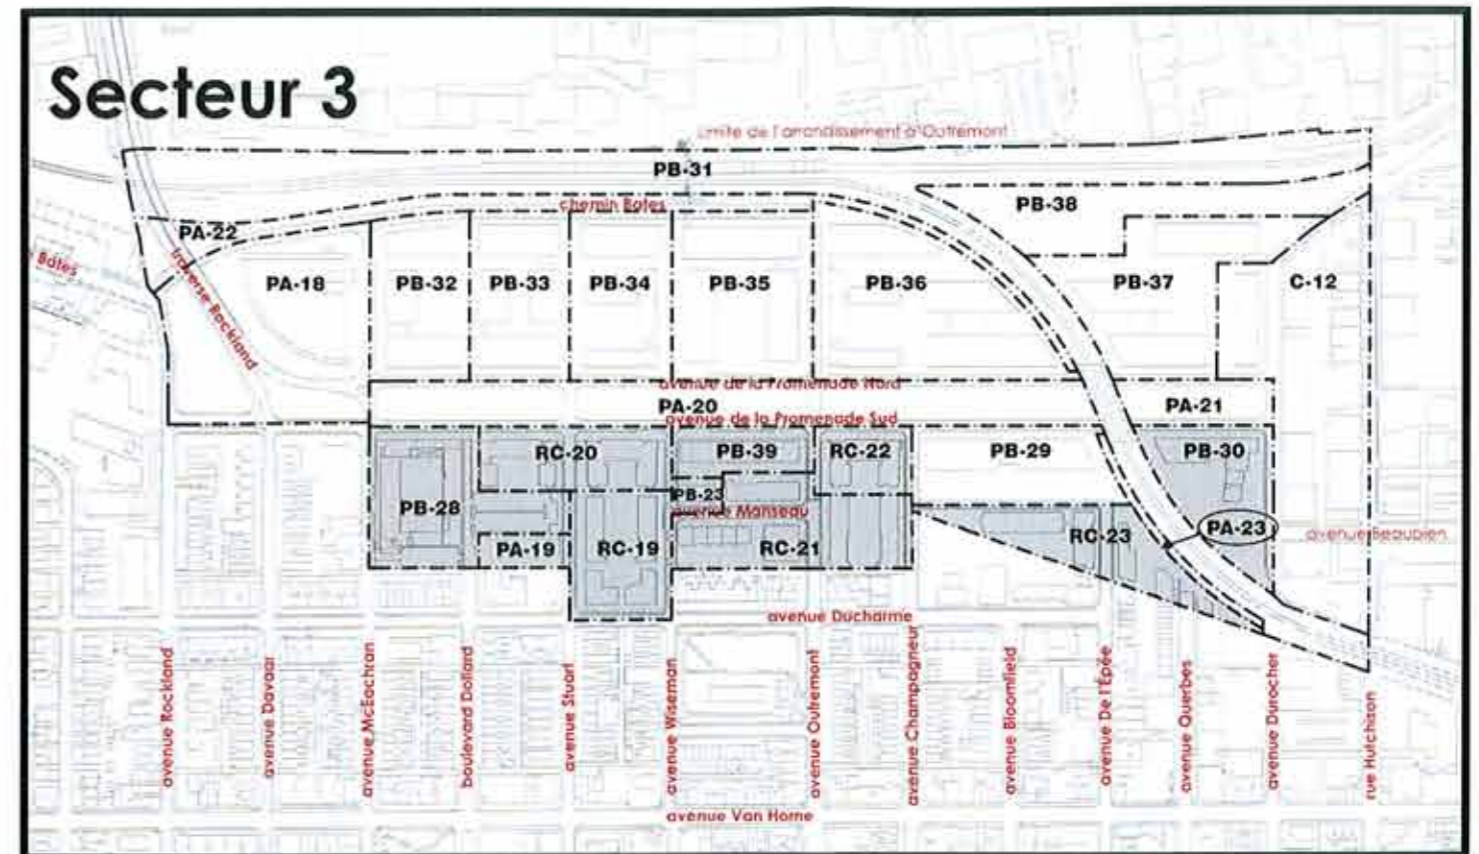 Secteur 3
Limite de l'arrondissement d'Outremont
PB-31
chemin Bates
PB-38
PA-22
Bates
traverse Rockland
PA-18
PB-32
PB-33
PB-34
PB-35
PB-36
PB-37
C-12
avenue de la Promenade Nord
PA-20
PA-21
avenue de la Promenade Sud
RC-20
PB-39
RC-22
PB-29
PB-30
PB-28
PB-23
avenue Manseau
PA-19
RC-19
RC-21
RC-23
PA-23
avenue Beaubien
avenue Ducharme
avenue Rockland
avenue Davaar
avenue McEachran
boulevard Dollard
avenue Stuart
avenue Wiseman
avenue Outremont
avenue Champagneur
avenue Bloomfield
avenue De l'Épée
avenue Querbes
avenue Durocher
rue Hutchison
avenue Van Horne